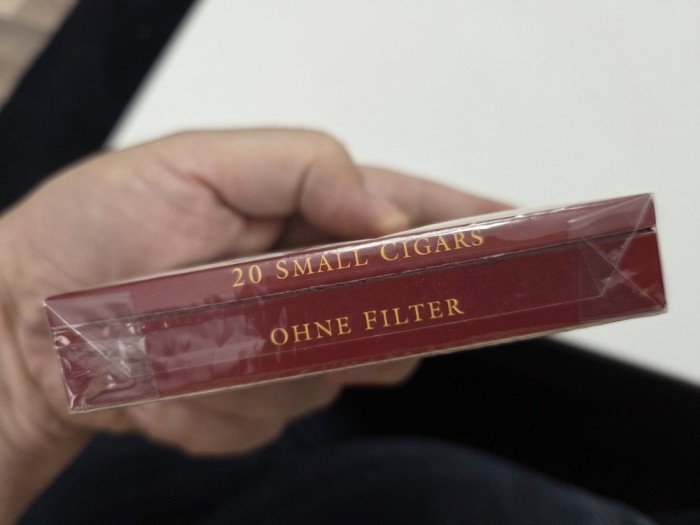 20 SMALL CIGARS
OHNE FILTER